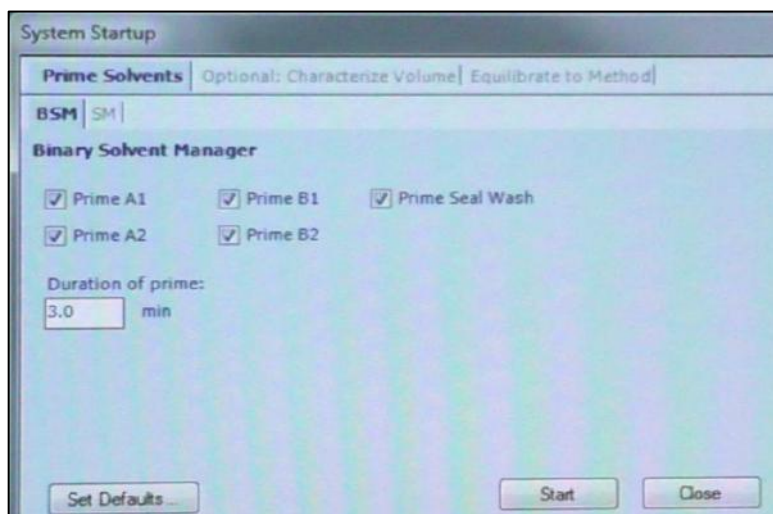 System Startup
Prime Solvents Optional: Characterize Volume Equilibrate to Method
BSM SM
Binary Solvent Manager
Prime A1 Prime B1 Prime Seal Wash
Prime A2 Prime B2
Duration of prime:
3.0 min
Set Defaults ... Start Close